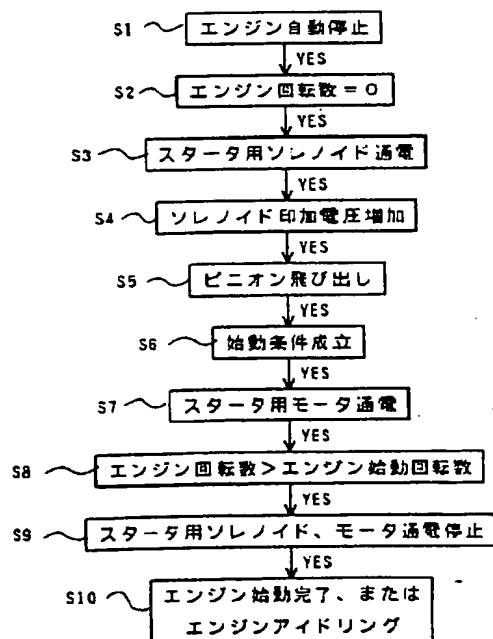 S1 エンジン自動停止
YES
S2 エンジン回転数=0
YES
S3 スタータ用ソレノイド通電
YES
S4 ソレノイド印加電圧増加
YES
S5 ピニオン飛び出し
YES
S6 始動条件成立
YES
S7 スタータ用モータ通電
YES
S8 エンジン回転数>エンジン始動回転数
YES
S9 スタータ用ソレノイド、モータ通電停止
YES
S10 エンジン始動完了、または
エンジンアイドリング